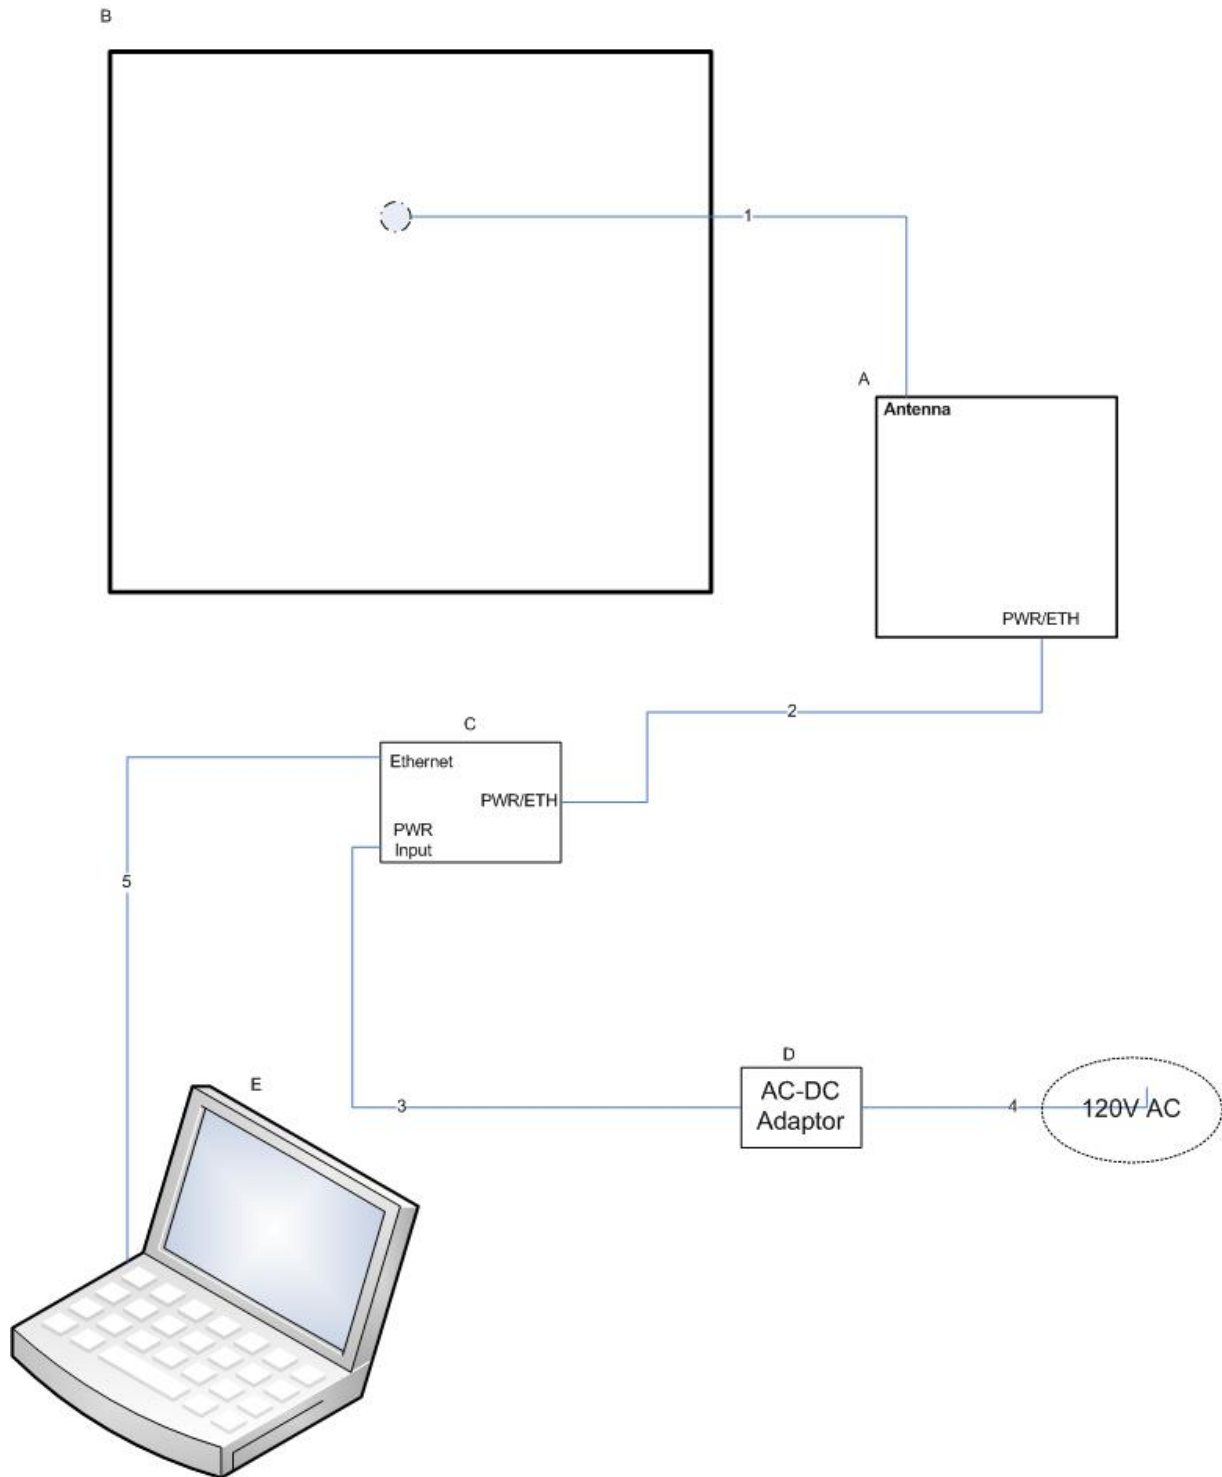 B
1
A
Antenna
PWR/ETH
2
C
Ethernet
PWR/ETH
PWR
Input
5
D
E
AC-DC
Adaptor
3
4
120V AC